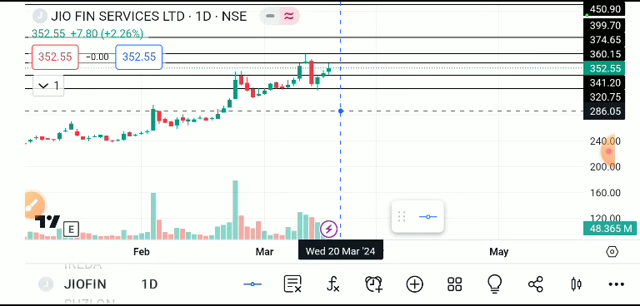 JIO FIN SERVICES LTD · 1D · NSE
352.55 +7.80 (+2.26%)
352.55 −0.00 352.55
1
450.90
399.70
374.65
360.15
352.55
341.20
320.75
286.05
240.00
200.00
160.00
120.00
48.365 M
E
Feb Mar Wed 20 Mar '24 May
IREDA
JIOFIN 1D
SUZLON